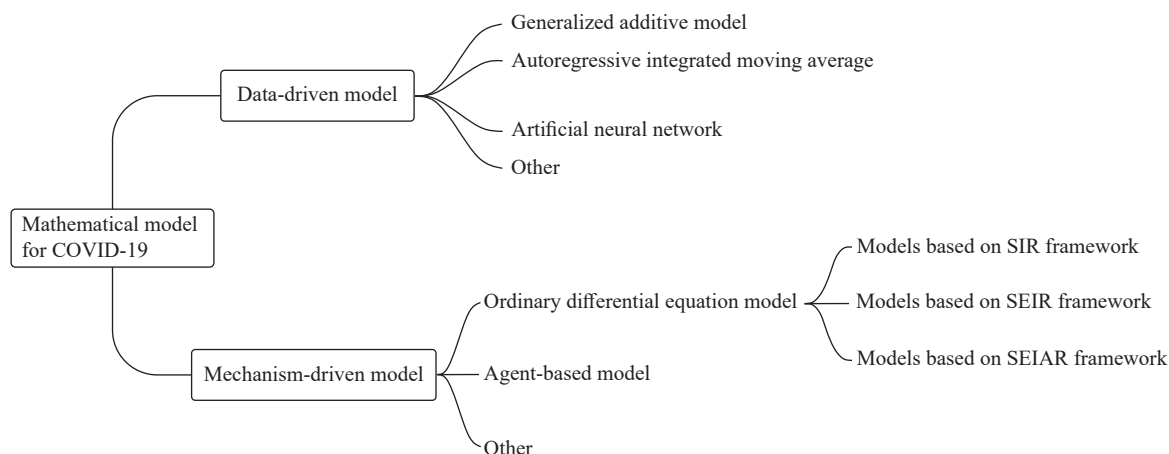 Generalized additive model
Autoregressive integrated moving average
Data-driven model
Artificial neural network
Other
Mathematical model
for COVID-19
Models based on SIR framework
Ordinary differential equation model
Models based on SEIR framework
Models based on SEIAR framework
Mechanism-driven model
Agent-based model
Other